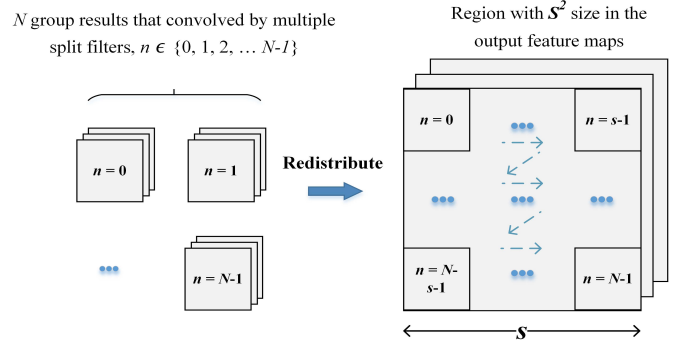 N group results that convolved by multiple
split filters, n ϵ {0, 1, 2, … N-1}
Region with S² size in the
output feature maps
n = 0
n = 1
n = N-1
Redistribute
n = 0
n = s-1
n = N-
s-1
n = N-1
S